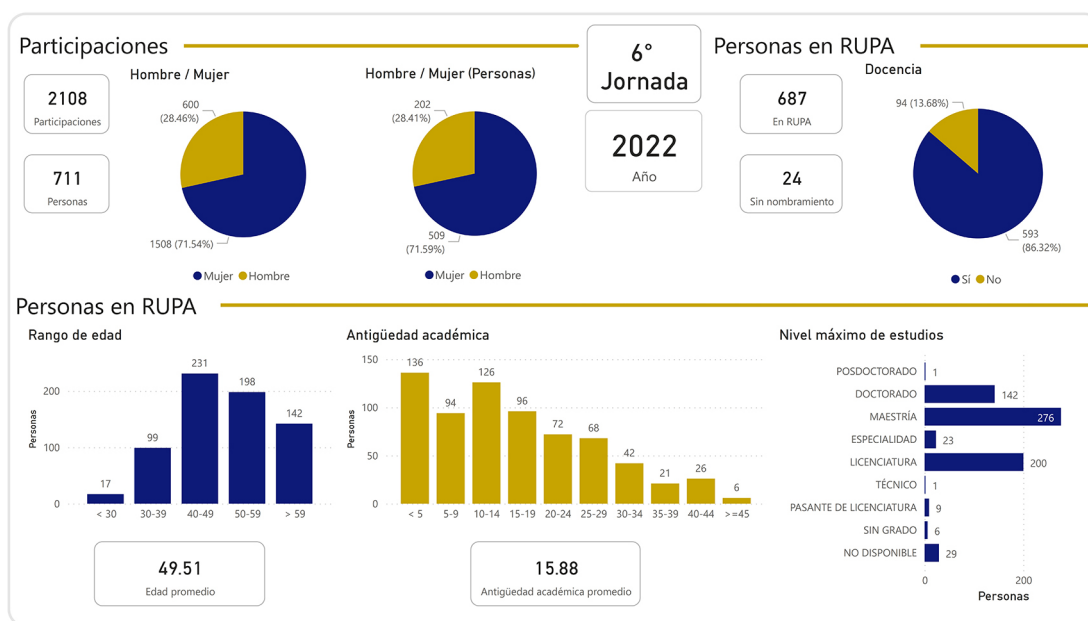 Participaciones
2108
Participaciones
711
Personas
Hombre / Mujer
600
(28.46%)
1508 (71.54%)
Mujer Hombre
Hombre / Mujer (Personas)
202
(28.41%)
509
(71.59%)
Mujer Hombre
6°
Jornada
2022
Año
Personas en RUPA
687
En RUPA
24
Sin nombramiento
Docencia
94 (13.68%)
593
(86.32%)
Sí No
Personas en RUPA
Rango de edad
Personas
200
100
0
17
99
231
198
142
< 30 30-39 40-49 50-59 > 59
49.51
Edad promedio
Antigüedad académica
Personas
150
100
50
0
136
94
126
96
72
68
42
21
26
6
< 5 5-9 10-14 15-19 20-24 25-29 30-34 35-39 40-44 >=45
15.88
Antigüedad académica promedio
Nivel máximo de estudios
POSDOCTORADO 1
DOCTORADO 142
MAESTRÍA 276
ESPECIALIDAD 23
LICENCIATURA 200
TÉCNICO 1
PASANTE DE LICENCIATURA 9
SIN GRADO 6
NO DISPONIBLE 29
0 200
Personas